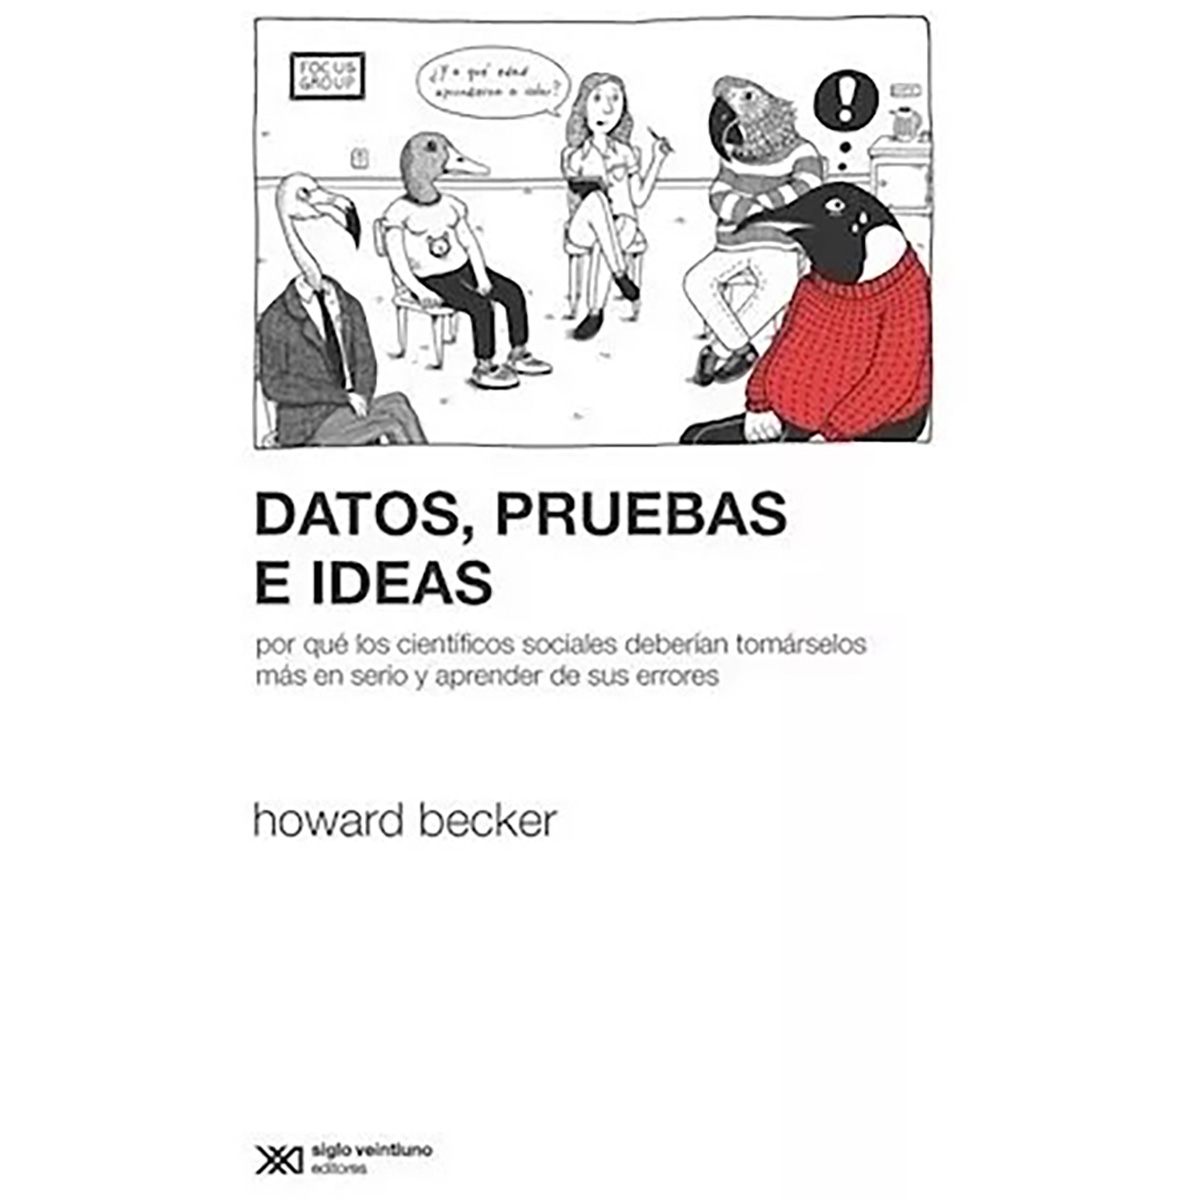 FOCUS
GROUP
¿Y a qué edad
aprendieron a volar?
DATOS, PRUEBAS
E IDEAS
por qué los científicos sociales deberían tomárselos
más en serio y aprender de sus errores
howard becker
siglo veintiuno
editores